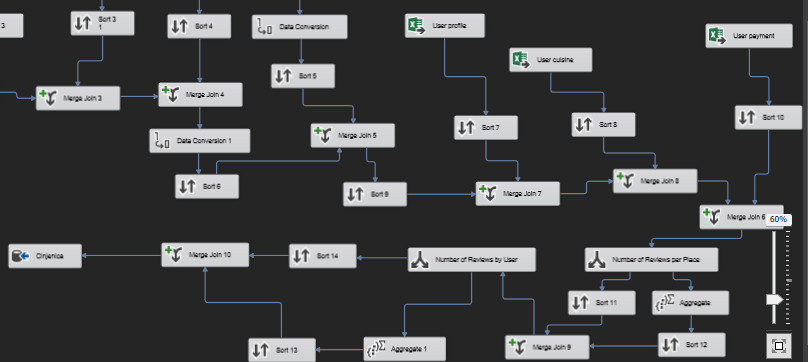 3
Sort 3
1
Sort 4
Data Conversion
User profile
User payment
User cuisine
Sort 5
Merge Join 3
Merge Join 4
Sort 10
Sort 7
Sort 8
Merge Join 5
Data Conversion 1
Sort 6
Sort 9
Merge Join 7
Merge Join 8
Merge Join 6
60%
Cinjenica
Merge Join 10
Sort 14
Number of Reviews by User
Number of Reviews per Place
Sort 11
Aggregate
Sort 13
Aggregate 1
Merge Join 9
Sort 12